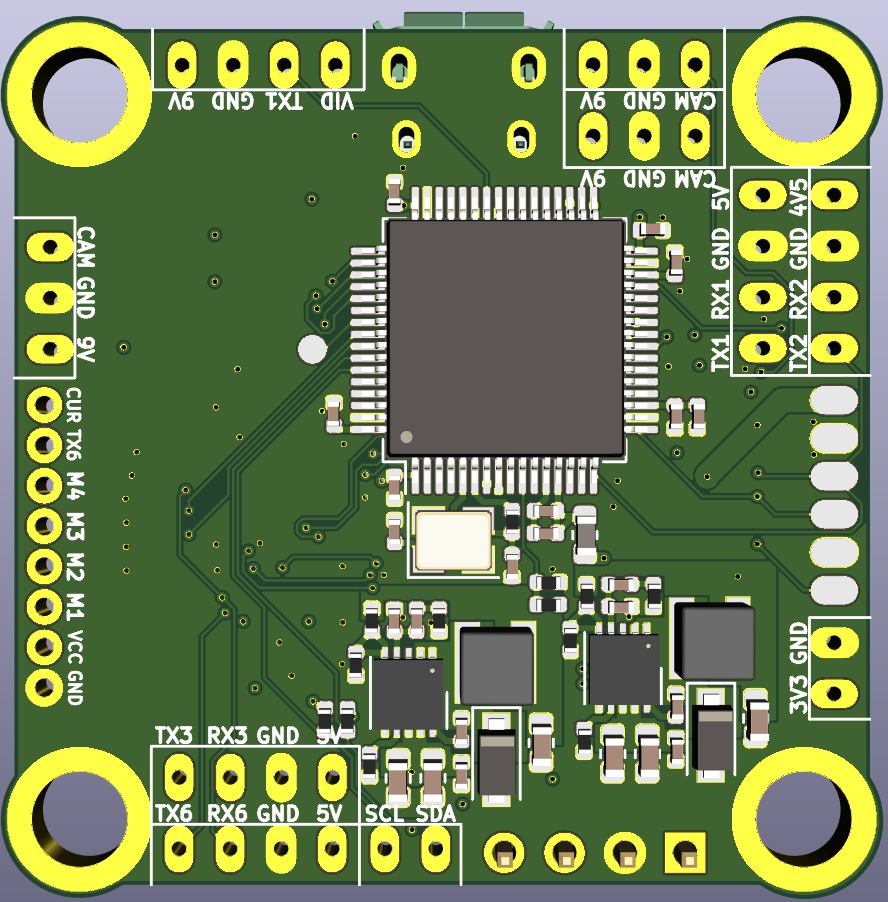 9V GND TX1 VID
9V GND CAM
9V GND CAM
5V GND RX1 TX1
4V5 GND RX2 TX2
CAM GND 9V
CUR
TX6
M4
M3
M2
M1
VCC
GND
GND
3V3
TX3 RX3 GND 5V
TX6 RX6 GND 5V SCL SDA